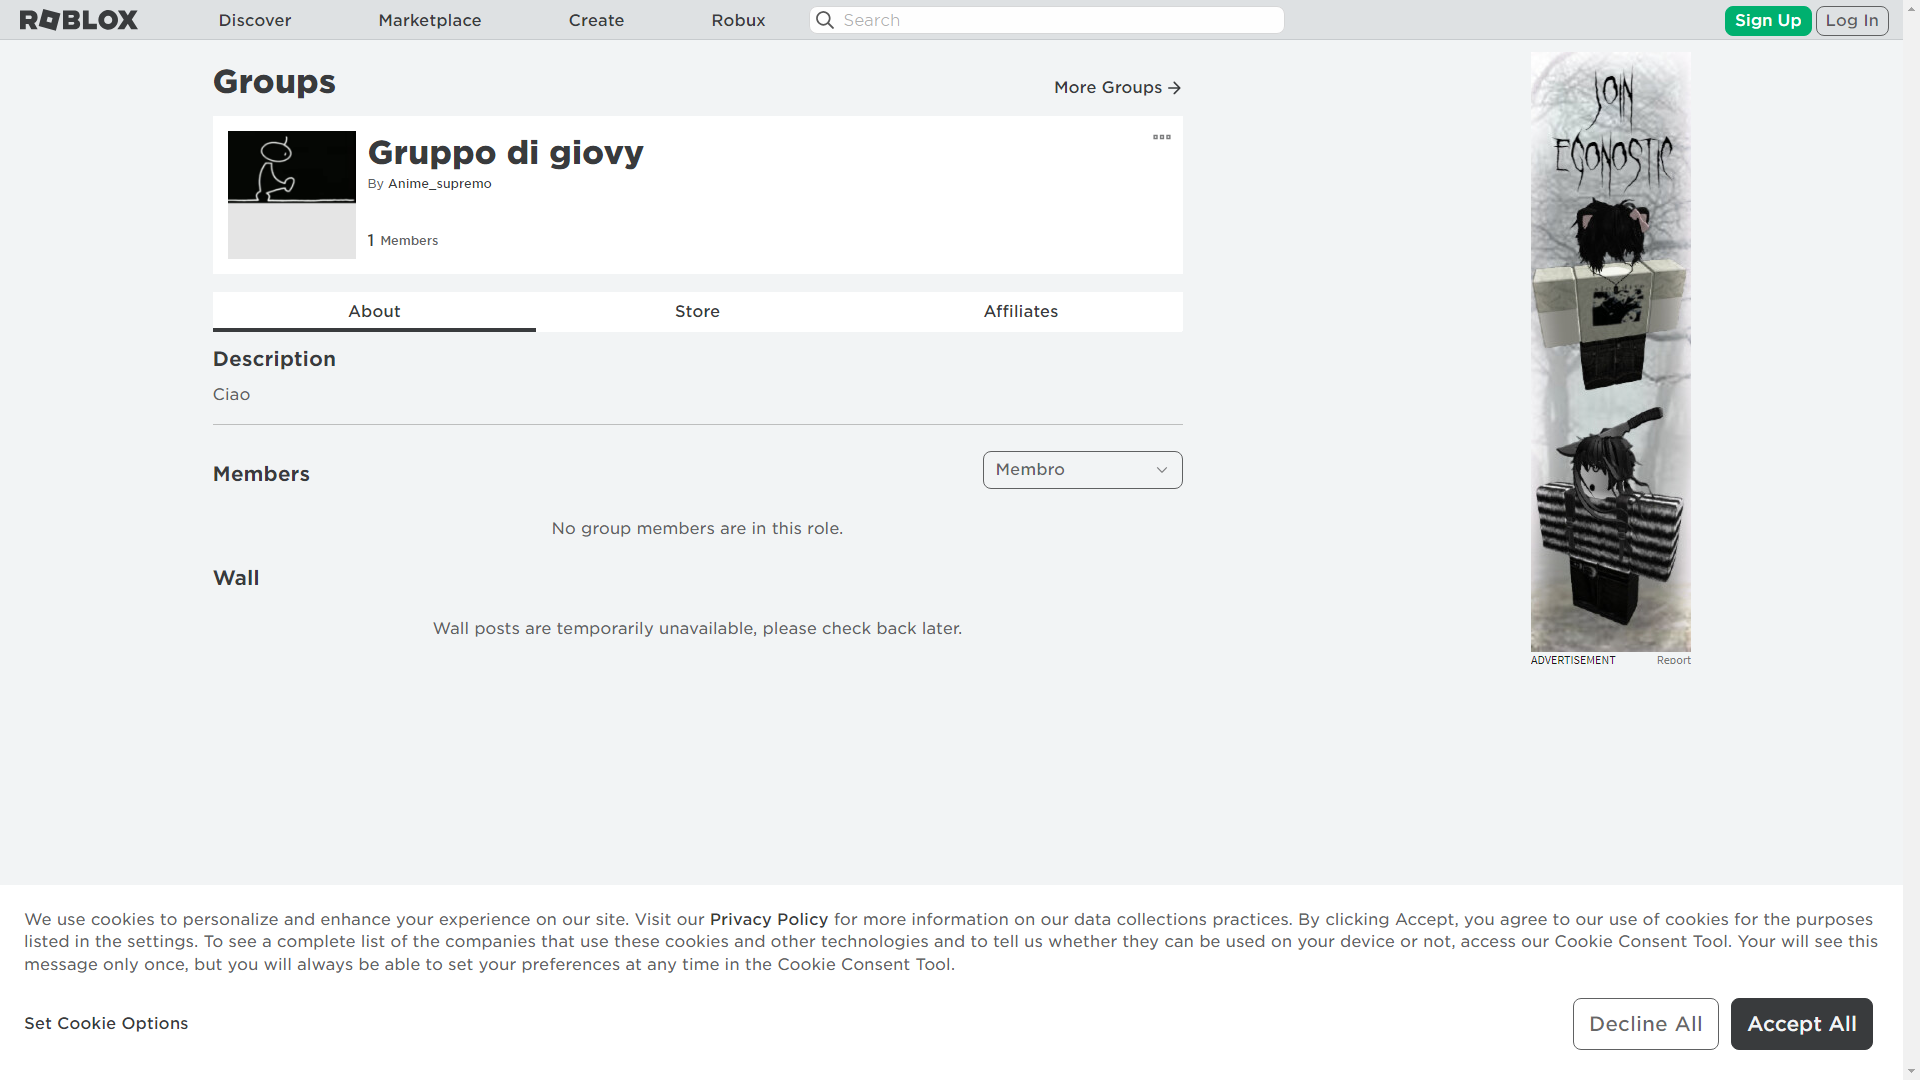 ROBLOX
Discover
Marketplace
Create
Robux
Search
Sign Up
Log In
Groups
More Groups
Gruppo di giovy
By Anime_supremo
1 Members
About
Store
Affiliates
Description
Ciao
Members
Membro
No group members are in this role.
Wall
Wall posts are temporarily unavailable, please check back later.
JOIN
EGONOSTIC
ADVERTISEMENT
Report
We use cookies to personalize and enhance your experience on our site. Visit our Privacy Policy for more information on our data collections practices. By clicking Accept, you agree to our use of cookies for the purposes
listed in the settings. To see a complete list of the companies that use these cookies and other technologies and to tell us whether they can be used on your device or not, access our Cookie Consent Tool. Your will see this
message only once, but you will always be able to set your preferences at any time in the Cookie Consent Tool.
Set Cookie Options
Decline All
Accept All